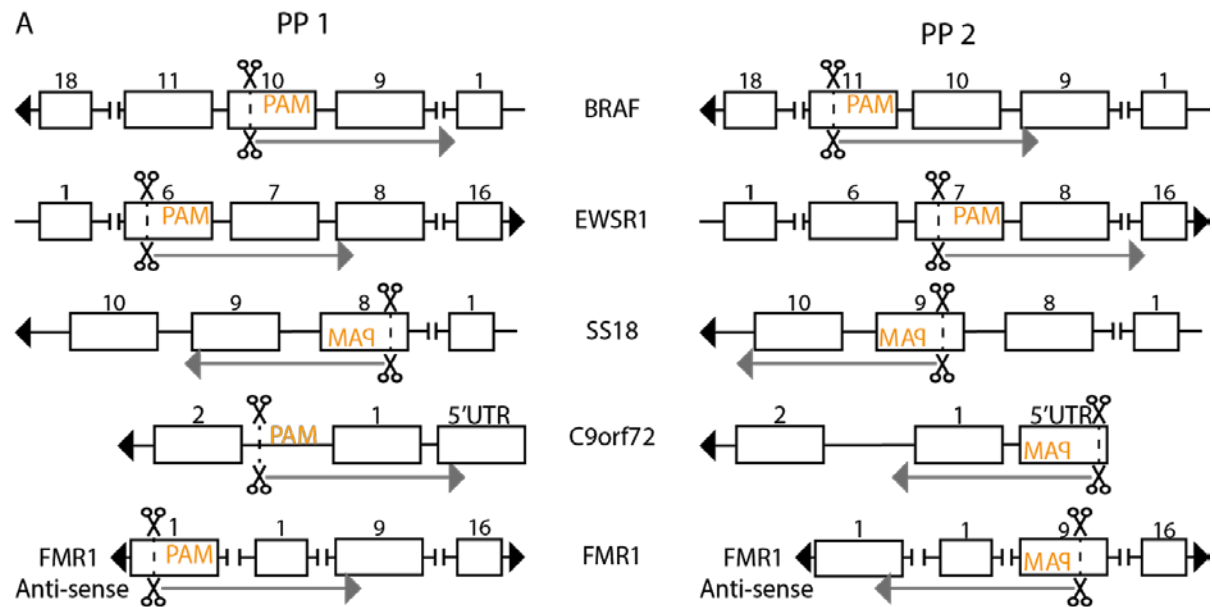 A
PP 1
PP 2
18 11 10 9 1
PAM
BRAF
18 11 10 9 1
PAM
1 6 7 8 16
PAM
EWSR1
1 6 7 8 16
PAM
10 9 8 1
PAM
SS18
10 9 8 1
PAM
2 1 5'UTR
PAM
C9orf72
2 1 5'UTR
PAM
1 1 9 16
PAM
FMR1
Anti-sense
FMR1
1 1 9 16
PAM
FMR1
Anti-sense